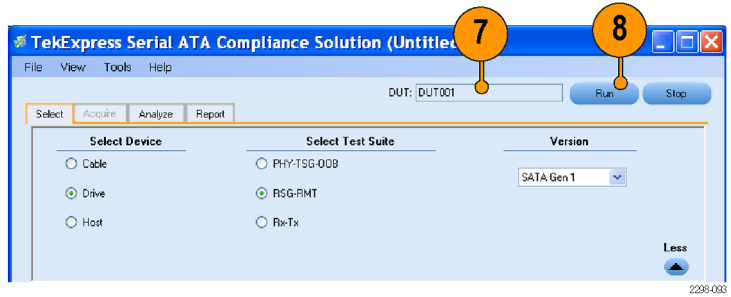 7
8
TekExpress Serial ATA Compliance Solution (Untitled
File View Tools Help
DUT: DUT001
Run
Stop
Select Acquire Analyze Report
Select Device
Select Test Suite
Version
Cable
PHY-TSG-OOB
SATA Gen 1
Drive
RSG-RMT
Host
Rx-Tx
Less
2298-093